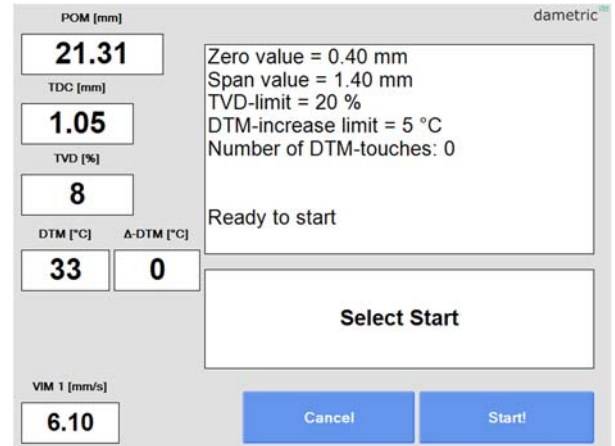 dametric
POM [mm]
21.31
TDC [mm]
1.05
TVD [%]
8
DTM [°C] Δ-DTM [°C]
33 0
VIM 1 [mm/s]
6.10
Zero value = 0.40 mm
Span value = 1.40 mm
TVD-limit = 20 %
DTM-increase limit = 5 °C
Number of DTM-touches: 0
Ready to start
Select Start
Cancel Start!